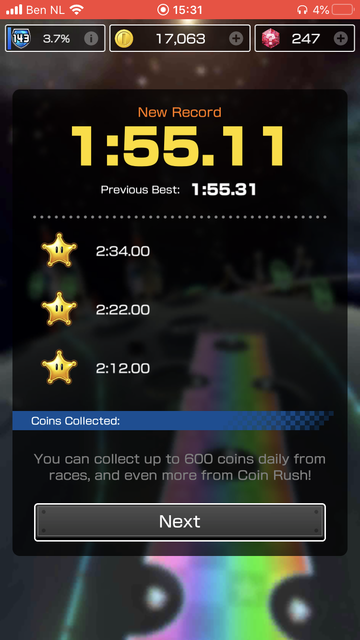 Ben NL 15:31 4%
143 3.7% i 17,063 + 247 +
New Record
1:55.11
Previous Best: 1:55.31
2:34.00
2:22.00
2:12.00
Coins Collected:
You can collect up to 600 coins daily from
races, and even more from Coin Rush!
Next